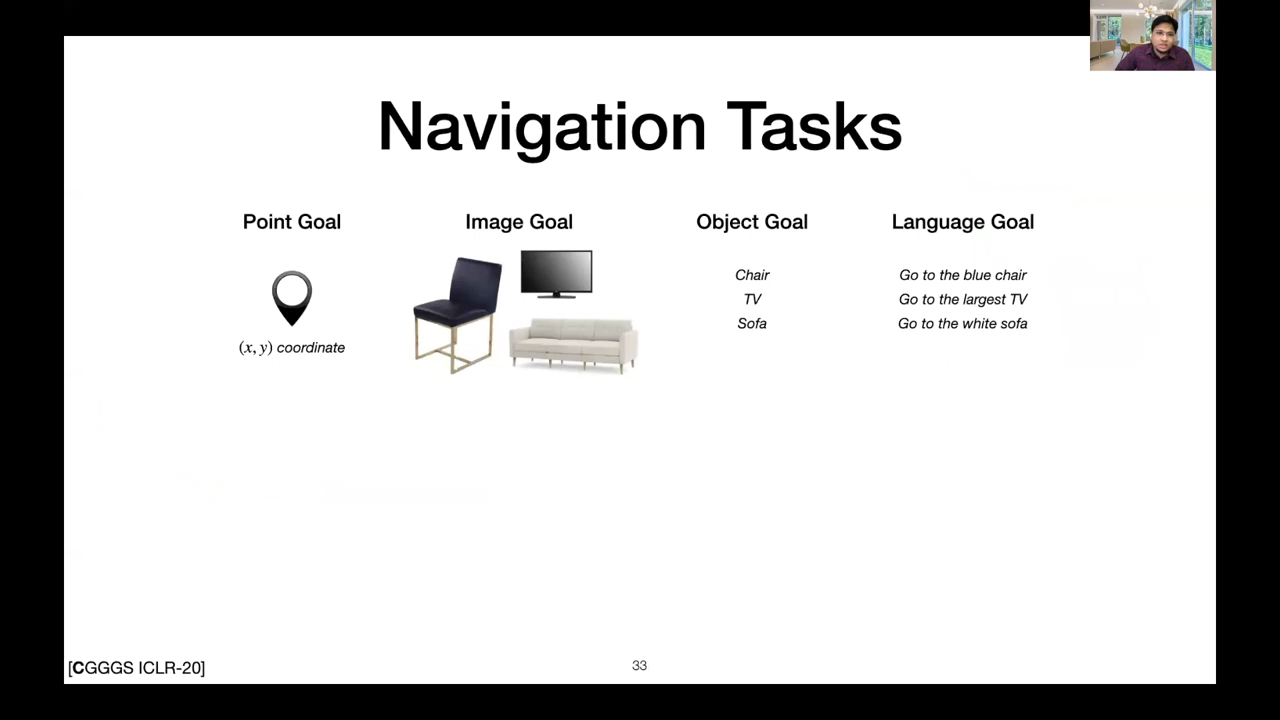 Navigation Tasks
Point Goal
Image Goal
Object Goal
Language Goal
(x, y) coordinate
Chair
TV
Sofa
Go to the blue chair
Go to the largest TV
Go to the white sofa
[CGGGS ICLR-20]
33